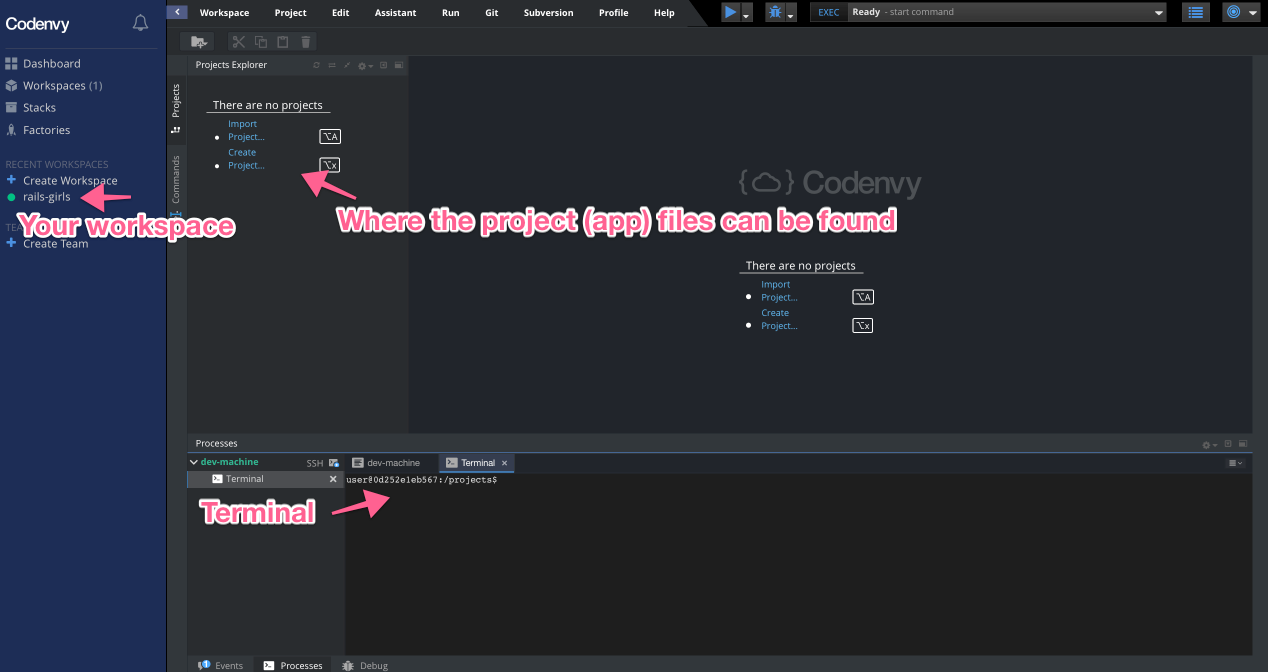 Codenvy
Workspace Project Edit Assistant Run Git Subversion Profile Help
EXEC Ready - start command
Dashboard
Workspaces (1)
Stacks
Factories
RECENT WORKSPACES
Create Workspace
rails-girls
Your workspace
Create Team
Projects
Commands
Projects Explorer
There are no projects
Import
Project... ⌥A
Create
Project... ⌥x
Where the project (app) files can be found
{ } Codenvy
There are no projects
Import
Project... ⌥A
Create
Project... ⌥x
Processes
dev-machine SSH
Terminal
dev-machine Terminal
user@0d252e1eb567:/projects$
Terminal
1 Events Processes Debug